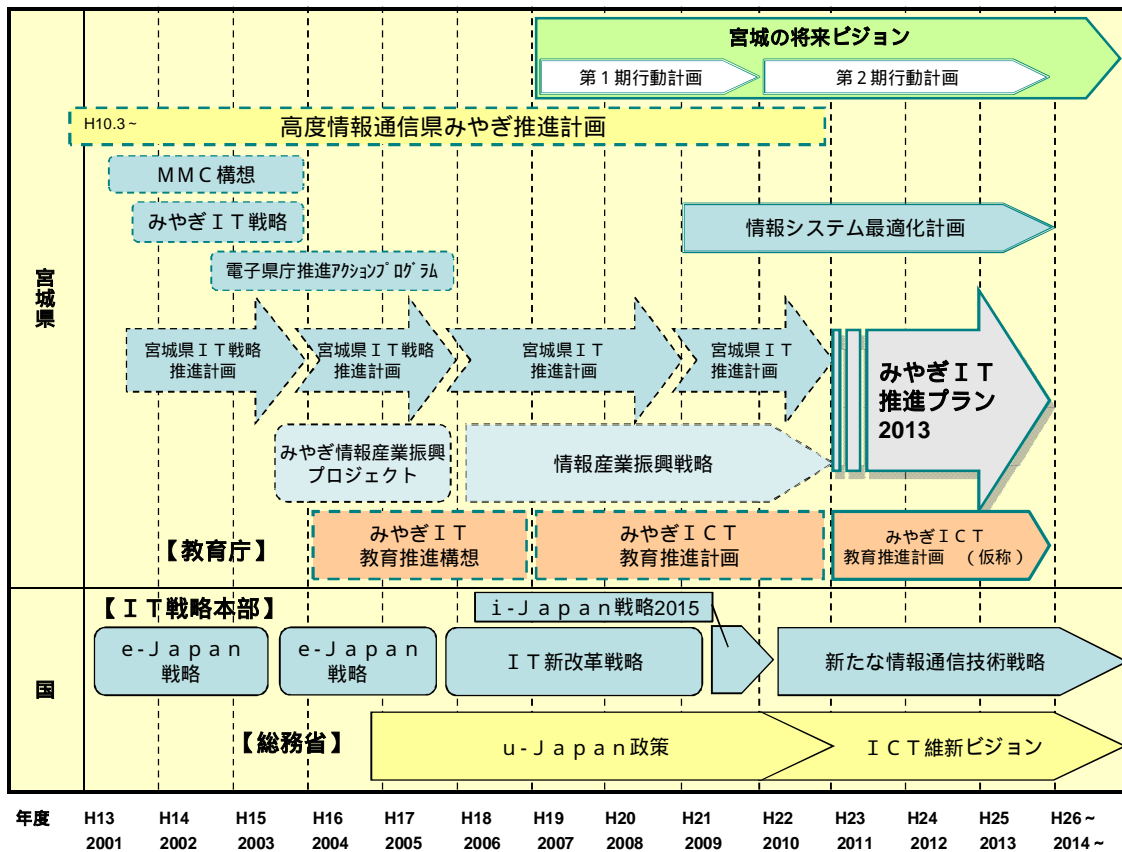 宮城の将来ビジョン
第1期行動計画
第2期行動計画
H10.3~
高度情報通信県みやぎ推進計画
MMC構想
みやぎIT戦略
情報システム最適化計画
電子県庁推進ｱｸｼｮﾝﾌﾟﾛｸﾞﾗﾑ
宮城県
宮城県IT戦略
推進計画
宮城県IT戦略
推進計画
宮城県IT
推進計画
宮城県IT
推進計画
みやぎIT
推進プラン
2013
みやぎ情報産業振興
プロジェクト
情報産業振興戦略
【教育庁】
みやぎIT
教育推進構想
みやぎICT
教育推進計画
みやぎICT
教育推進計画 (仮称)
国
【IT戦略本部】
i-Japan戦略2015
e-Japan
戦略
e-Japan
戦略
IT新改革戦略
新たな情報通信技術戦略
【総務省】
u-Japan政策
ICT維新ビジョン
年度 H13 H14 H15 H16 H17 H18 H19 H20 H21 H22 H23 H24 H25 H26~
2001 2002 2003 2004 2005 2006 2007 2008 2009 2010 2011 2012 2013 2014~